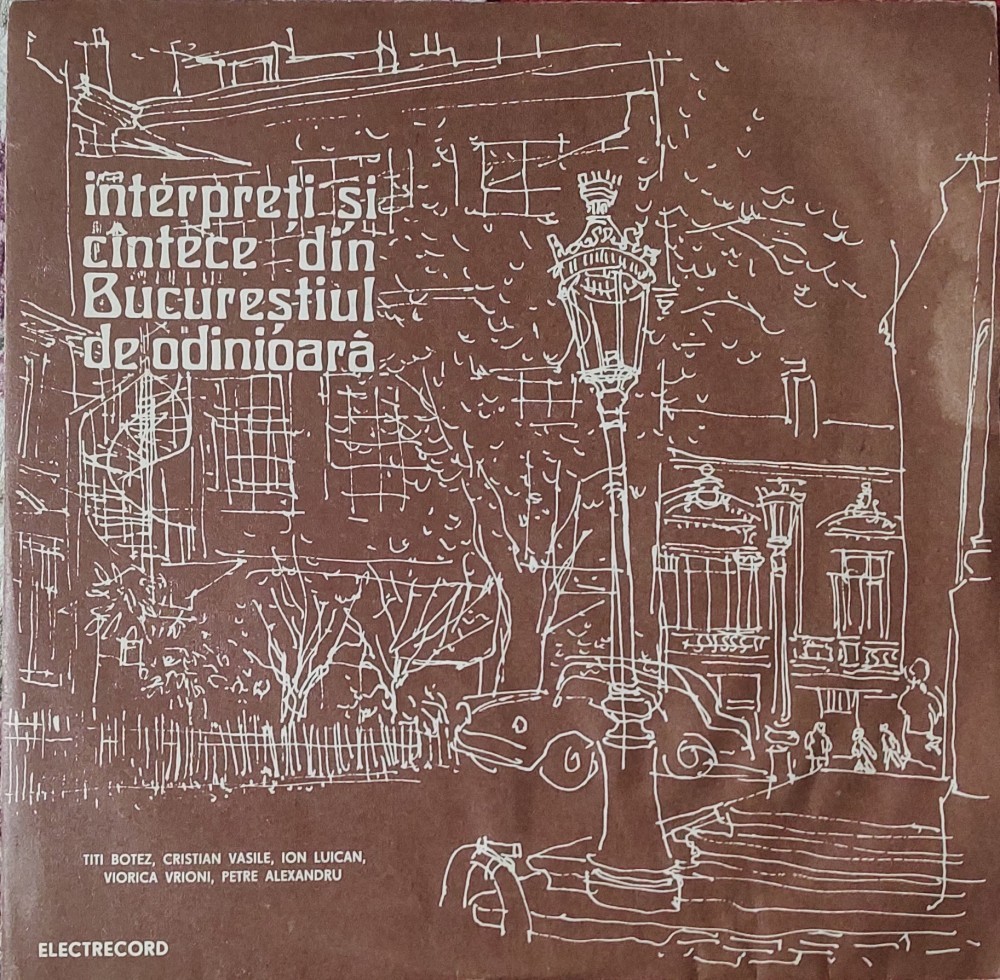 interpreți și
cîntece din
Bucureștiul
de odinioară
TITI BOTEZ, CRISTIAN VASILE, ION LUICAN,
VIORICA VRIONI, PETRE ALEXANDRU
ELECTRECORD